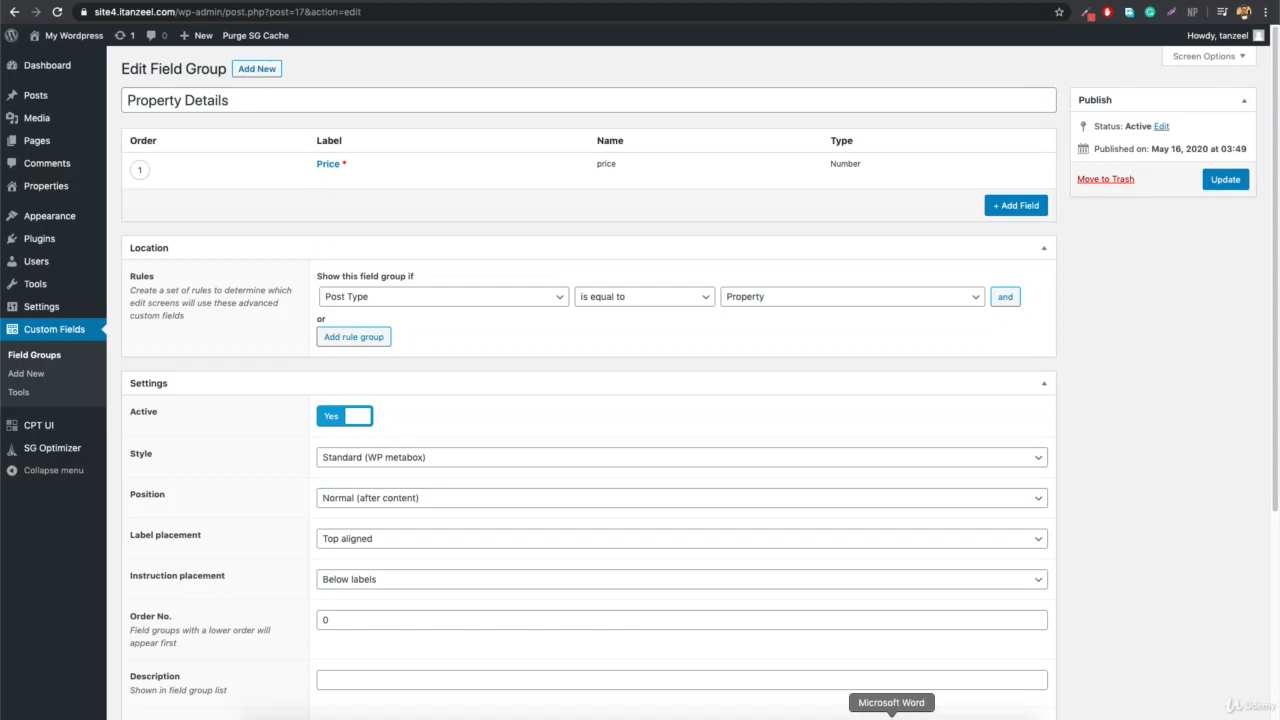 site4.itanzeel.com/wp-admin/post.php?post=17&action=edit
NP
My Wordpress 1 0 New Purge SG Cache Howdy, tanzeel
Screen Options
Edit Field Group Add New
Property Details
Order Label Name Type
1 Price * price Number
+ Add Field
Location
Rules
Create a set of rules to determine which
edit screens will use these advanced
custom fields
Show this field group if
Post Type is equal to Property and
or
Add rule group
Settings
Active Yes
Style Standard (WP metabox)
Position Normal (after content)
Label placement Top aligned
Instruction placement Below labels
Order No. 0
Field groups with a lower order will
appear first
Description
Shown in field group list
Publish
Status: Active Edit
Published on: May 16, 2020 at 03:49
Move to Trash Update
Dashboard
Posts
Media
Pages
Comments
Properties
Appearance
Plugins
Users
Tools
Settings
Custom Fields
Field Groups
Add New
Tools
CPT UI
SG Optimizer
Collapse menu
Microsoft Word
Udemy